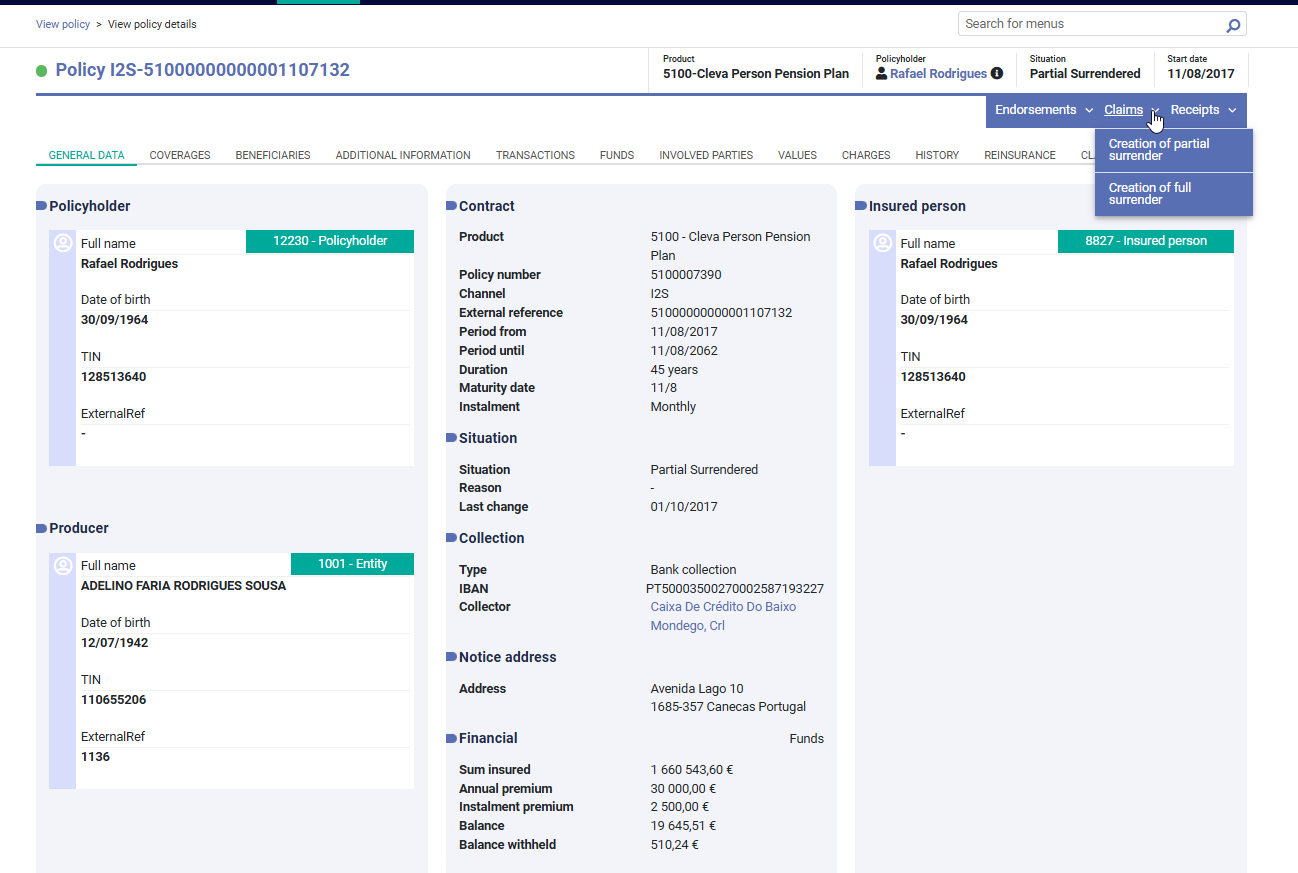 View policy > View policy details
Search for menus
Policy I2S-51000000000001107132
Product
5100-Cleva Person Pension Plan
Policyholder
Rafael Rodrigues
Situation
Partial Surrendered
Start date
11/08/2017
Endorsements
Claims
Receipts
Creation of partial
surrender
Creation of full
surrender
GENERAL DATA
COVERAGES
BENEFICIARIES
ADDITIONAL INFORMATION
TRANSACTIONS
FUNDS
INVOLVED PARTIES
VALUES
CHARGES
HISTORY
REINSURANCE
Policyholder
Full name
12230 - Policyholder
Rafael Rodrigues
Date of birth
30/09/1964
TIN
128513640
ExternalRef
-
Producer
Full name
1001 - Entity
ADELINO FARIA RODRIGUES SOUSA
Date of birth
12/07/1942
TIN
110655206
ExternalRef
1136
Contract
Product 5100 - Cleva Person Pension
Plan
Policy number 5100007390
Channel I2S
External reference 51000000000001107132
Period from 11/08/2017
Period until 11/08/2062
Duration 45 years
Maturity date 11/8
Instalment Monthly
Situation
Situation Partial Surrendered
Reason -
Last change 01/10/2017
Collection
Type Bank collection
IBAN PT50003500270002587193227
Collector Caixa De Crédito Do Baixo
Mondego, Crl
Notice address
Address Avenida Lago 10
1685-357 Canecas Portugal
Financial Funds
Sum insured 1 660 543,60 €
Annual premium 30 000,00 €
Instalment premium 2 500,00 €
Balance 19 645,51 €
Balance withheld 510,24 €
Insured person
Full name
8827 - Insured person
Rafael Rodrigues
Date of birth
30/09/1964
TIN
128513640
ExternalRef
-